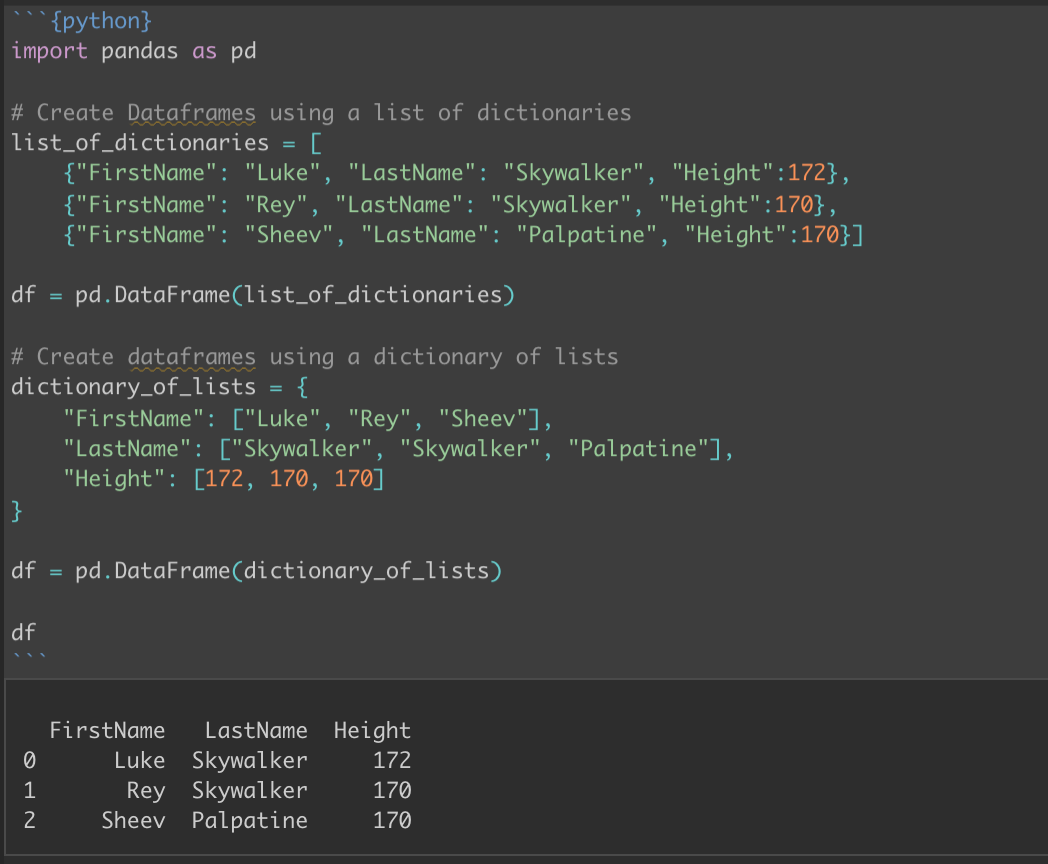 ```{python}
import pandas as pd
# Create Dataframes using a list of dictionaries
list_of_dictionaries = [
    {"FirstName": "Luke", "LastName": "Skywalker", "Height":172},
    {"FirstName": "Rey", "LastName": "Skywalker", "Height":170},
    {"FirstName": "Sheev", "LastName": "Palpatine", "Height":170}]
df = pd.DataFrame(list_of_dictionaries)
# Create dataframes using a dictionary of lists
dictionary_of_lists = {
    "FirstName": ["Luke", "Rey", "Sheev"],
    "LastName": ["Skywalker", "Skywalker", "Palpatine"],
    "Height": [172, 170, 170]
}
df = pd.DataFrame(dictionary_of_lists)
df
```
  FirstName   LastName  Height
0      Luke  Skywalker     172
1       Rey  Skywalker     170
2     Sheev  Palpatine     170